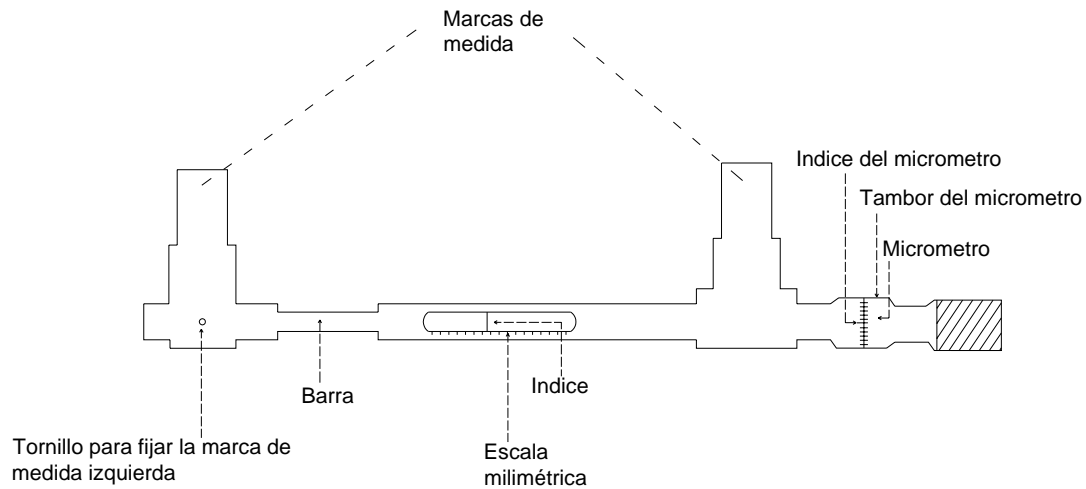 Marcas de
medida
Indice del micrometro
Tambor del micrometro
Micrometro
Indice
Barra
Tornillo para fijar la marca de
medida izquierda
Escala
milimétrica